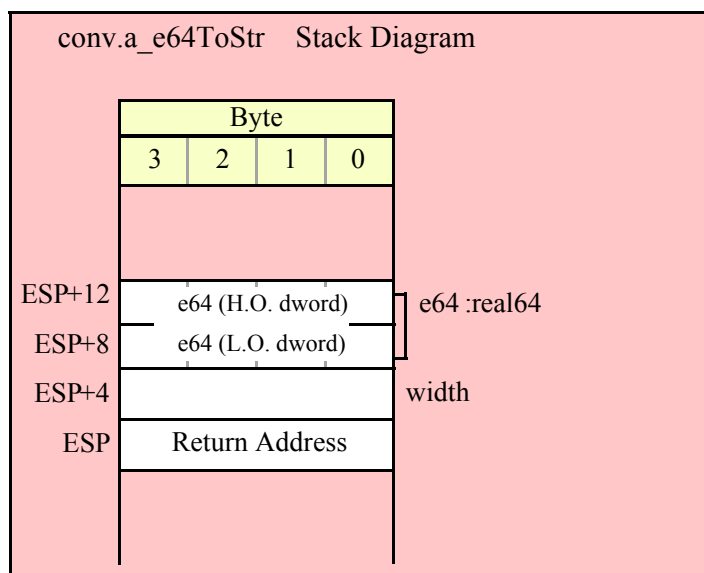 conv.a_e64ToStr Stack Diagram
Byte
3 2 1 0
ESP+12 e64 (H.O. dword) e64 :real64
ESP+8 e64 (L.O. dword)
ESP+4 width
ESP Return Address